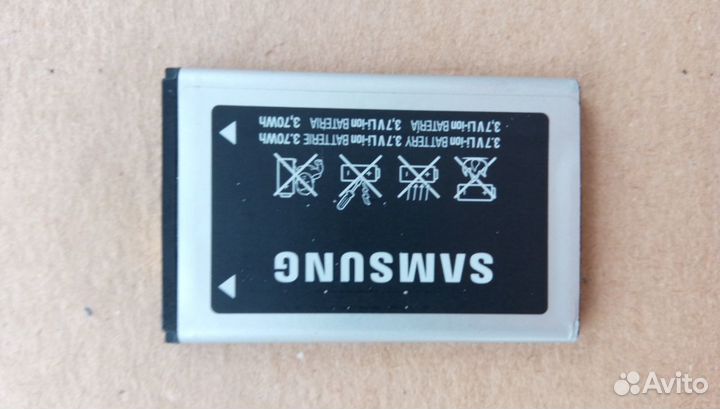 SAMSUNG
3.7V Li-ion BATTERY 3.7V Li-ion BATTERIE 3.70Wh
3,7V Li-ion BATERIA 3,7V Li-ion BATERIA 3,70Wh
Avito